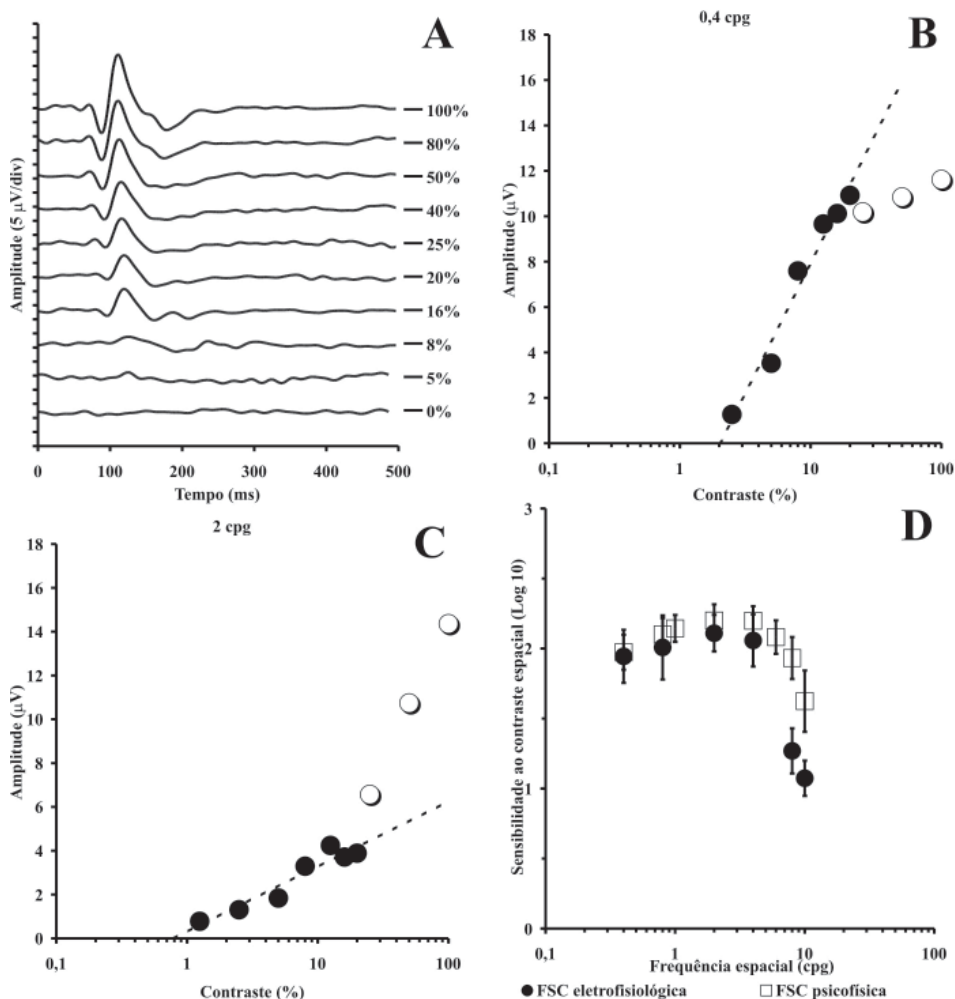 A
Amplitude (5 μV/div)
100%
80%
50%
40%
25%
20%
16%
8%
5%
0%
0 100 200 300 400 500
Tempo (ms)
0,4 cpg
B
Amplitude (μV)
18
16
14
12
10
8
6
4
2
0
0,1 1 10 100
Contraste (%)
2 cpg
C
Amplitude (μV)
18
16
14
12
10
8
6
4
2
0
0,1 1 10 100
Contraste (%)
D
Sensibilidade ao contraste espacial (Log 10)
3
2
1
0
0,1 1 10 100
Frequência espacial (cpg)
FSC eletrofisiológica FSC psicofísica